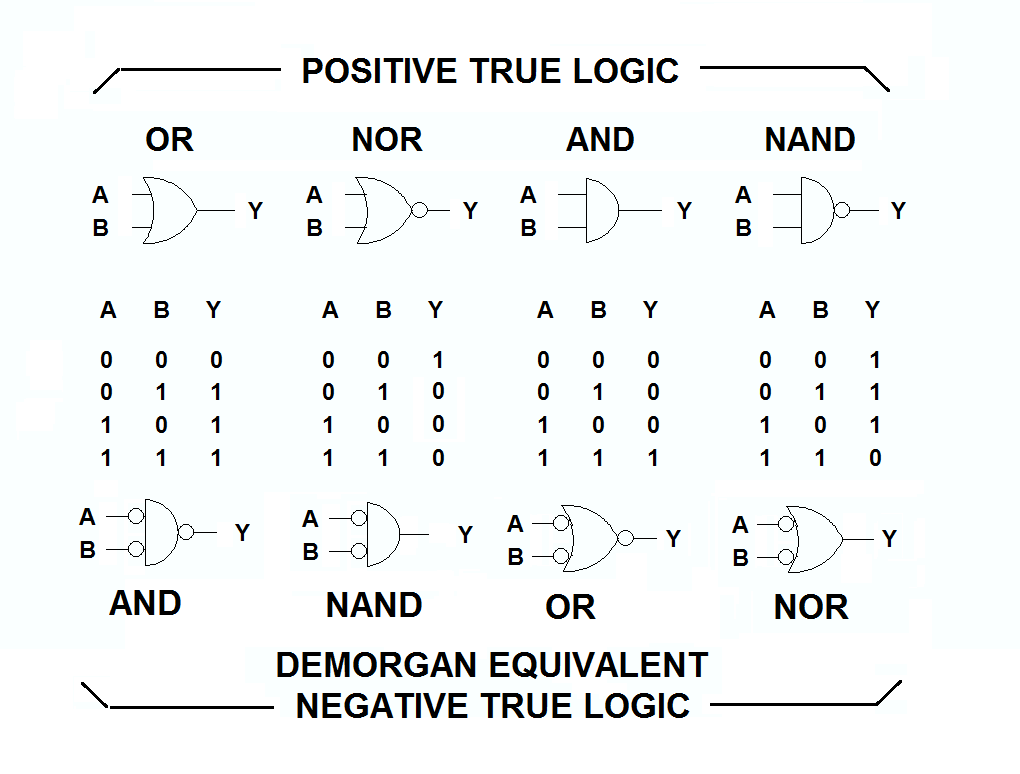 POSITIVE TRUE LOGIC
OR NOR AND NAND
A A A A
Y Y Y Y
B B B B
A B Y A B Y A B Y A B Y
0 0 0 0 0 1 0 0 0 0 0 1
0 1 1 0 1 0 0 1 0 0 1 1
1 0 1 1 0 0 1 0 0 1 0 1
1 1 1 1 1 0 1 1 1 1 1 0
A A A A
Y Y Y Y
B B B B
AND NAND OR NOR
DEMORGAN EQUIVALENT
NEGATIVE TRUE LOGIC